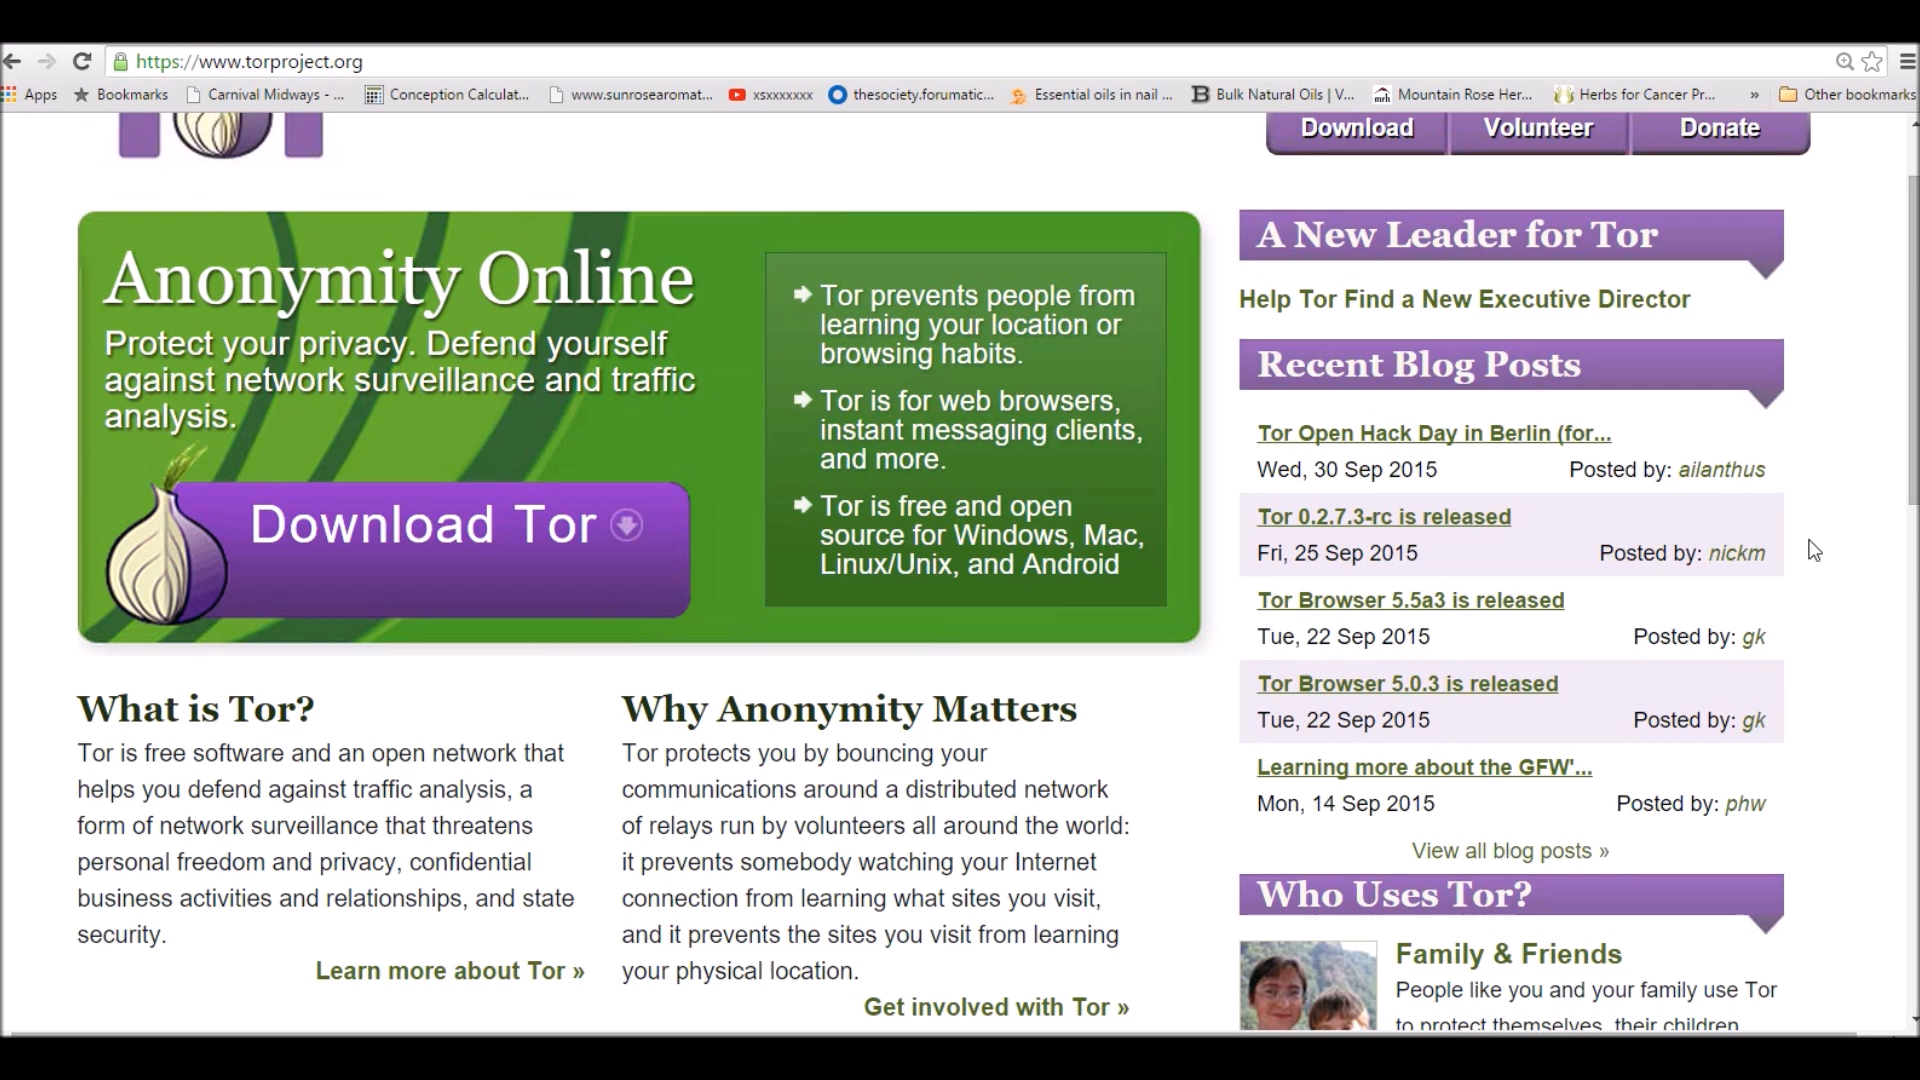 https://www.torproject.org
Apps Bookmarks Carnival Midways - ... Conception Calculat... www.sunrosearomat... xsxxxxxxx thesociety.forumatic... Essential oils in nail ... Bulk Natural Oils | V... Mountain Rose Her... Herbs for Cancer Pr... » Other bookmarks
Download Volunteer Donate
Anonymity Online
Protect your privacy. Defend yourself
against network surveillance and traffic
analysis.
Download Tor
Tor prevents people from
learning your location or
browsing habits.
Tor is for web browsers,
instant messaging clients,
and more.
Tor is free and open
source for Windows, Mac,
Linux/Unix, and Android
What is Tor?
Tor is free software and an open network that
helps you defend against traffic analysis, a
form of network surveillance that threatens
personal freedom and privacy, confidential
business activities and relationships, and state
security.
Learn more about Tor »
Why Anonymity Matters
Tor protects you by bouncing your
communications around a distributed network
of relays run by volunteers all around the world:
it prevents somebody watching your Internet
connection from learning what sites you visit,
and it prevents the sites you visit from learning
your physical location.
Get involved with Tor »
A New Leader for Tor
Help Tor Find a New Executive Director
Recent Blog Posts
Tor Open Hack Day in Berlin (for...
Wed, 30 Sep 2015 Posted by: ailanthus
Tor 0.2.7.3-rc is released
Fri, 25 Sep 2015 Posted by: nickm
Tor Browser 5.5a3 is released
Tue, 22 Sep 2015 Posted by: gk
Tor Browser 5.0.3 is released
Tue, 22 Sep 2015 Posted by: gk
Learning more about the GFW'...
Mon, 14 Sep 2015 Posted by: phw
View all blog posts »
Who Uses Tor?
Family & Friends
People like you and your family use Tor
to protect themselves, their children,